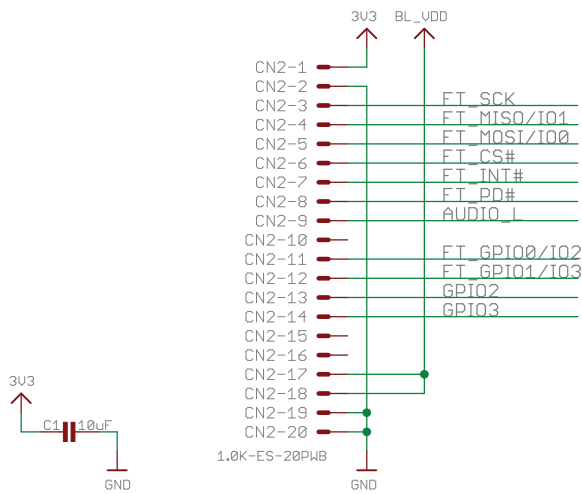 3V3 BL_VDD
CN2-1
CN2-2
CN2-3 FT_SCK
CN2-4 FT_MISO/IO1
CN2-5 FT_MOSI/IO0
CN2-6 FT_CS#
CN2-7 FT_INT#
CN2-8 FT_PD#
CN2-9 AUDIO_L
CN2-10
CN2-11 FT_GPIO0/IO2
CN2-12 FT_GPIO1/IO3
CN2-13 GPIO2
CN2-14 GPIO3
CN2-15
CN2-16
CN2-17
CN2-18
CN2-19
CN2-20
1.0K-ES-20PWB
GND
3V3
C1 10uF
GND